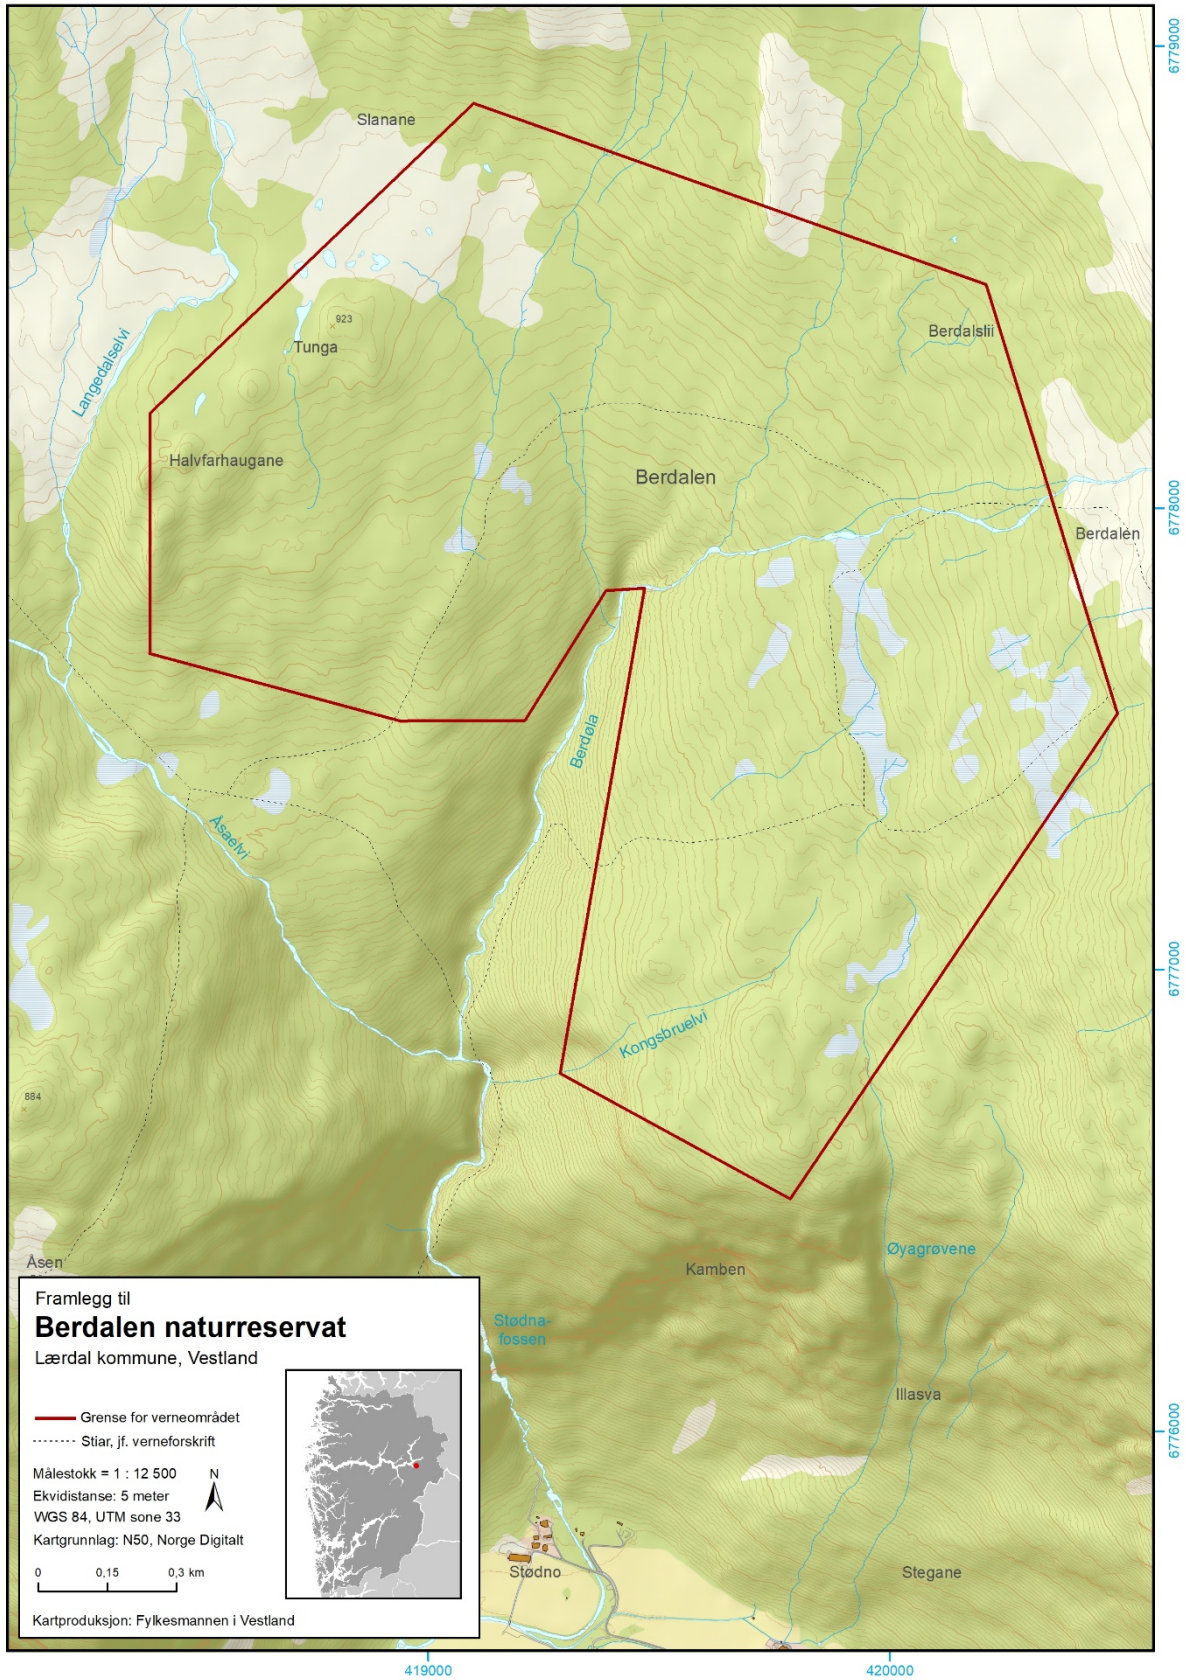 6779000
Slanane
923
Tunga
Berdalslii
Langedalselvi
Halvfarhaugane
Berdalen
6778000
Berdalen
Berdøla
Åsaelvi
6777000
Kongsbruelvi
884
Øyagrøvene
Åsen
Kamben
Stødna-
fossen
Illasva
6776000
Stødno
Stegane
Framlegg til
Berdalen naturreservat
Lærdal kommune, Vestland
Grense for verneområdet
Stiar, jf. verneforskrift
Målestokk = 1 : 12 500
N
Ekvidistanse: 5 meter
WGS 84, UTM sone 33
Kartgrunnlag: N50, Norge Digitalt
0 0,15 0,3 km
Kartproduksjon: Fylkesmannen i Vestland
419000 420000